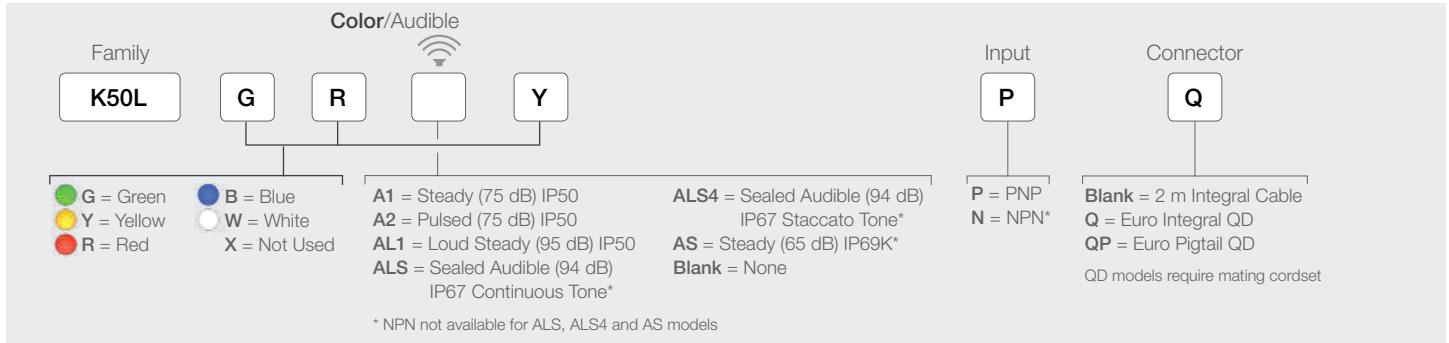 Color/Audible
Family
Input
Connector
K50L
G
R
Y
P
Q
G = Green
Y = Yellow
R = Red
B = Blue
W = White
X = Not Used
A1 = Steady (75 dB) IP50
A2 = Pulsed (75 dB) IP50
AL1 = Loud Steady (95 dB) IP50
ALS = Sealed Audible (94 dB)
IP67 Continuous Tone*
ALS4 = Sealed Audible (94 dB)
IP67 Staccato Tone*
AS = Steady (65 dB) IP69K*
Blank = None
* NPN not available for ALS, ALS4 and AS models
P = PNP
N = NPN*
Blank = 2 m Integral Cable
Q = Euro Integral QD
QP = Euro Pigtail QD
QD models require mating cordset